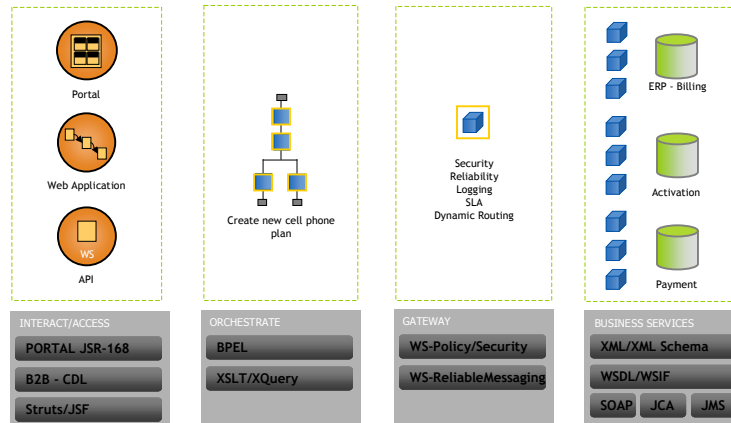 Portal
Web Application
WS
API
INTERACT/ACCESS
PORTAL JSR-168
B2B - CDL
Struts/JSF
Create new cell phone
plan
ORCHESTRATE
BPEL
XSLT/XQuery
Security
Reliability
Logging
SLA
Dynamic Routing
GATEWAY
WS-Policy/Security
WS-ReliableMessaging
ERP - Billing
Activation
Payment
BUSINESS SERVICES
XML/XML Schema
WSDL/WSIF
SOAP JCA JMS